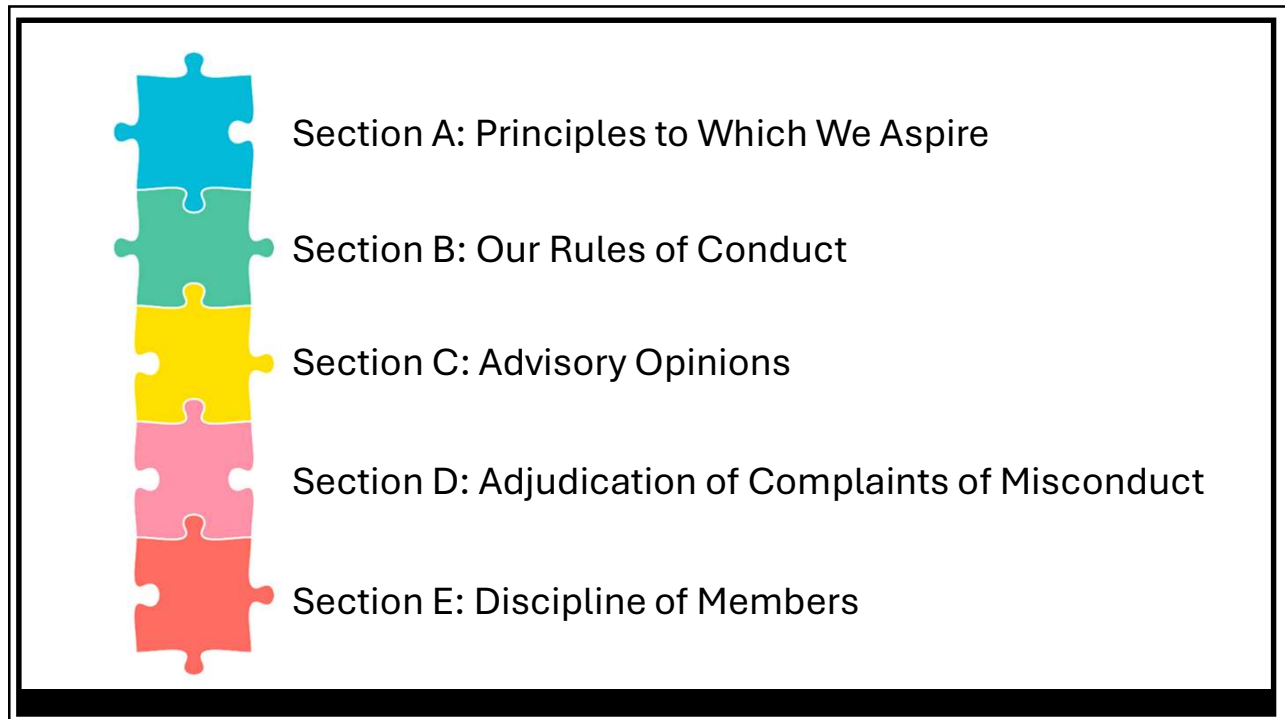 Section A: Principles to Which We Aspire
Section B: Our Rules of Conduct
Section C: Advisory Opinions
Section D: Adjudication of Complaints of Misconduct
Section E: Discipline of Members